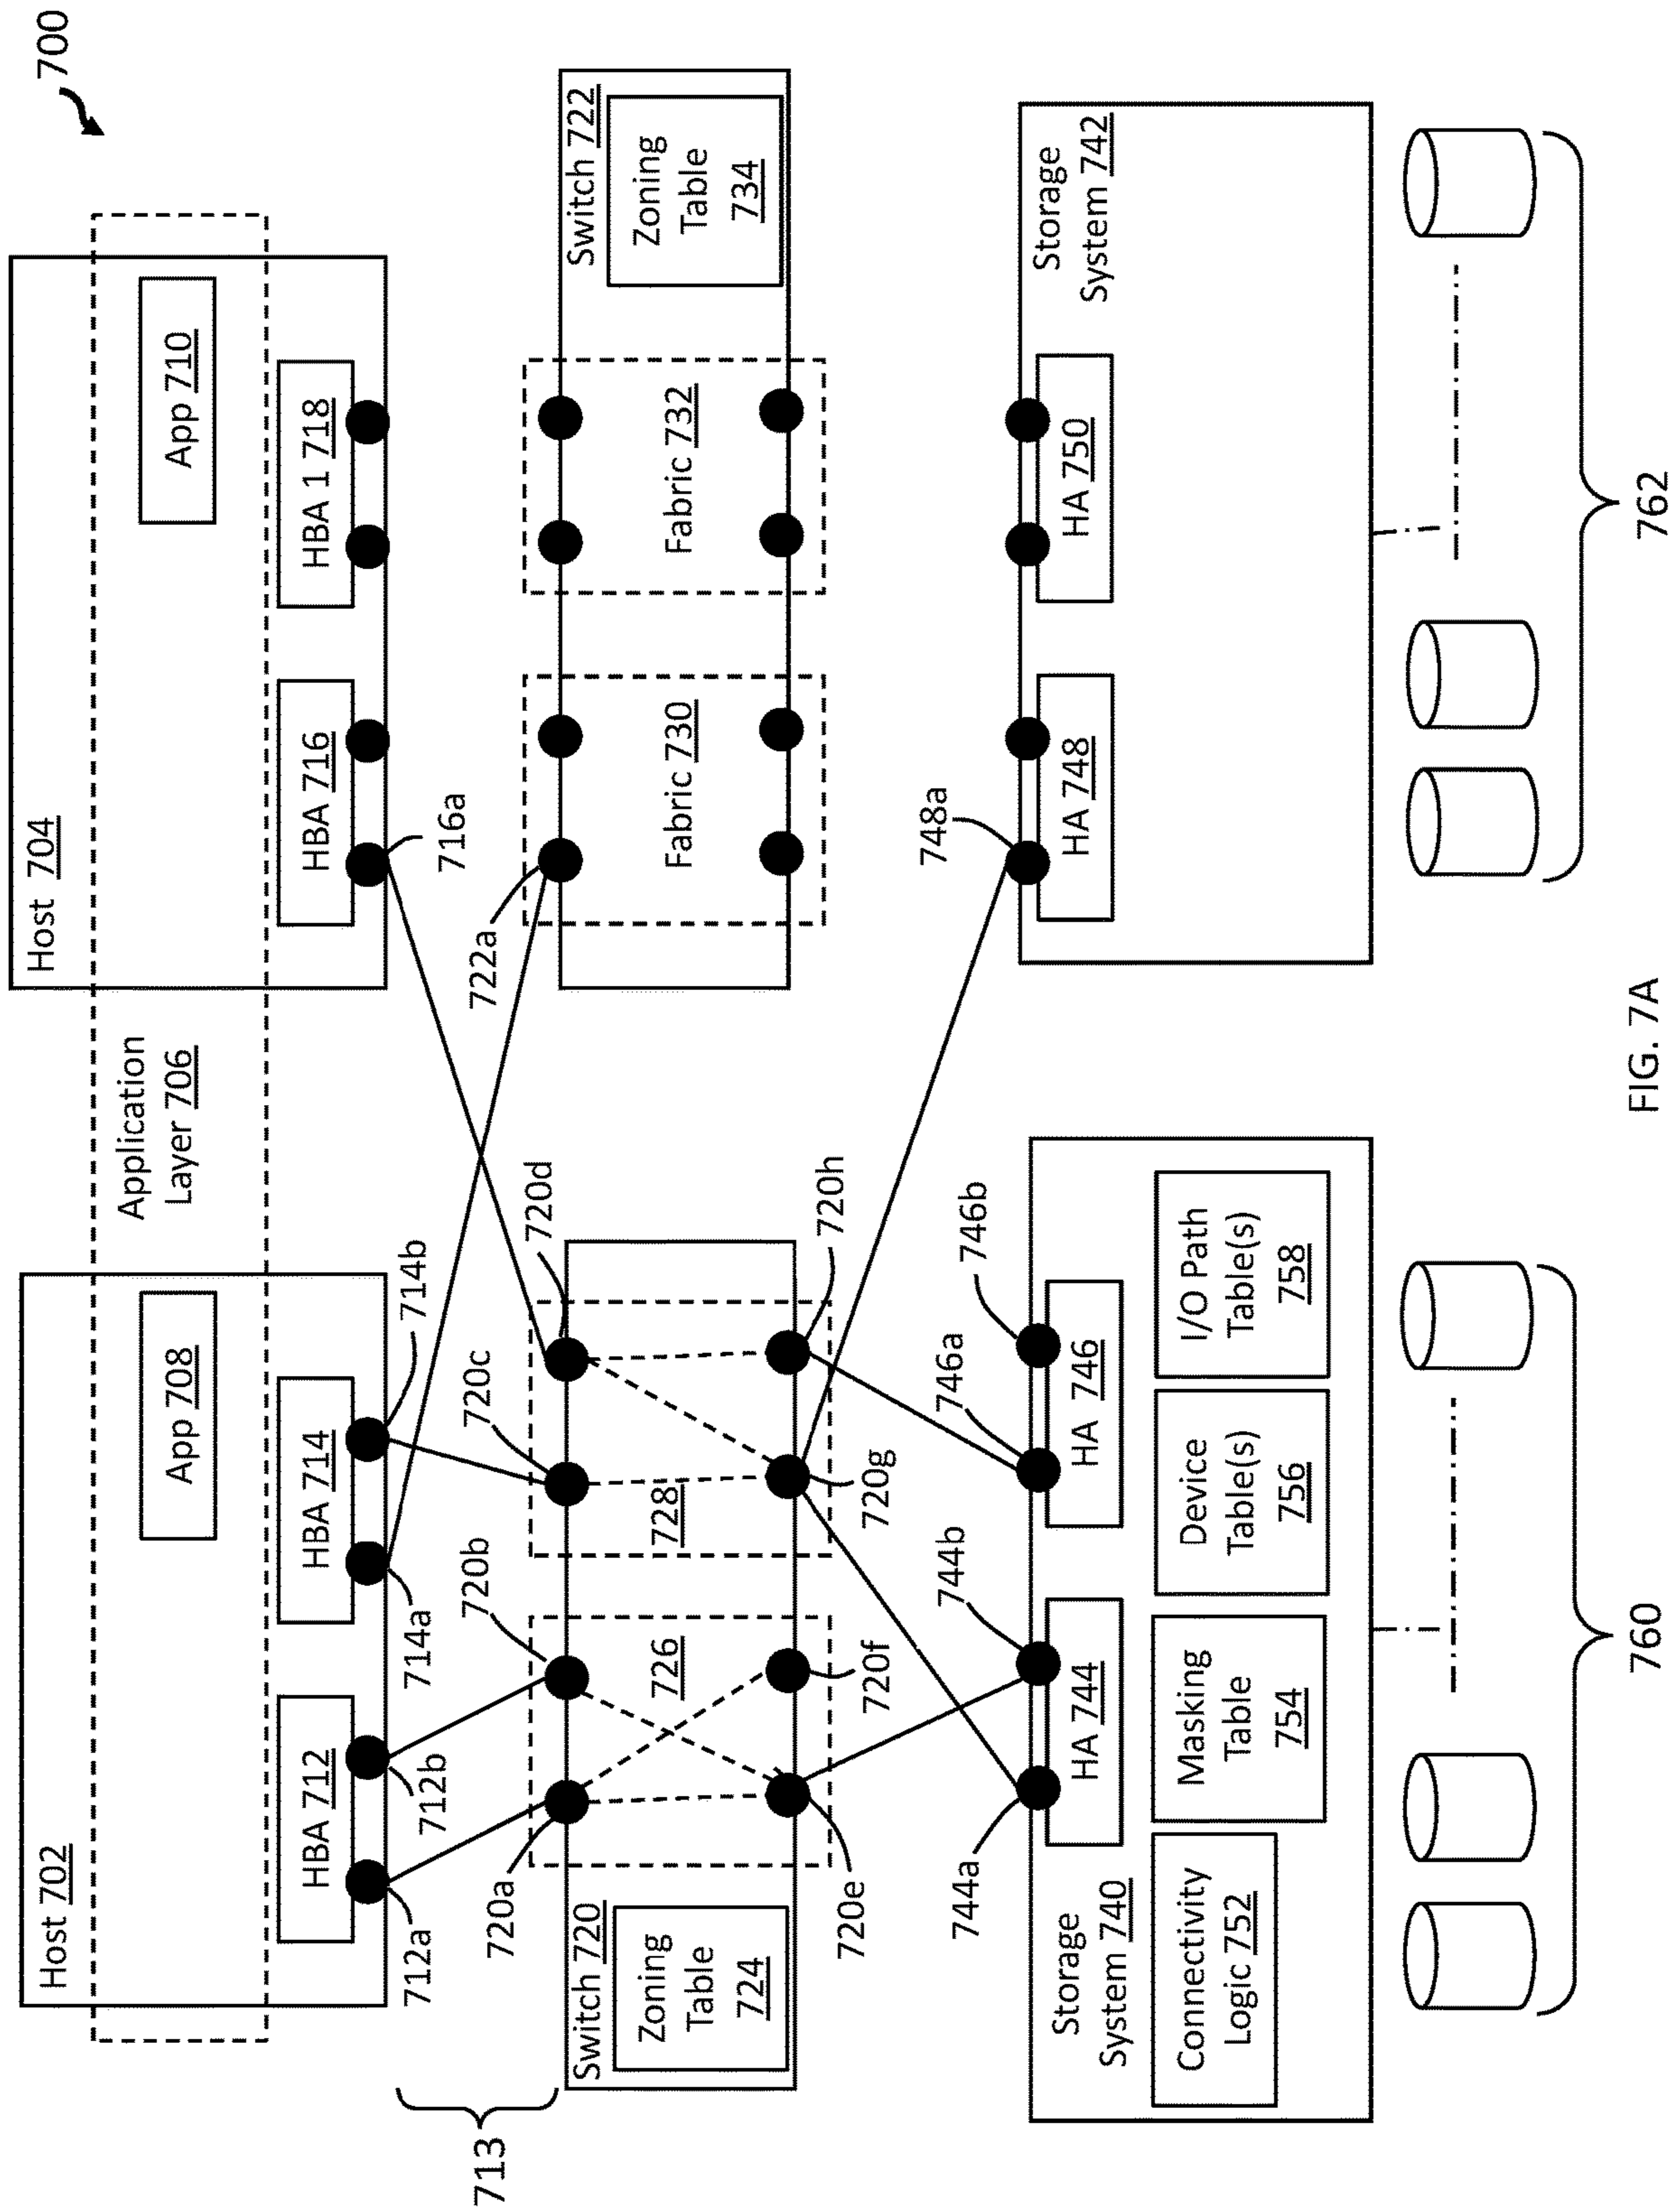 700
Host 702
Host 704
Application
Layer 706
App 708
App 710
HBA 712
HBA 714
HBA 716
HBA 1 718
712a
712b
714a
714b
716a
713
720a
720b
720c
720d
722a
Switch 720
Zoning
Table
724
726
728
Fabric 730
Fabric 732
Switch 722
Zoning
Table
734
720e
720f
720g
720h
744a
744b
746a
746b
748a
Storage
System 740
HA 744
HA 746
Connectivity
Logic 752
Masking
Table
754
Device
Table(s)
756
I/O Path
Table(s)
758
HA 748
HA 750
Storage
System 742
760
762
FIG. 7A